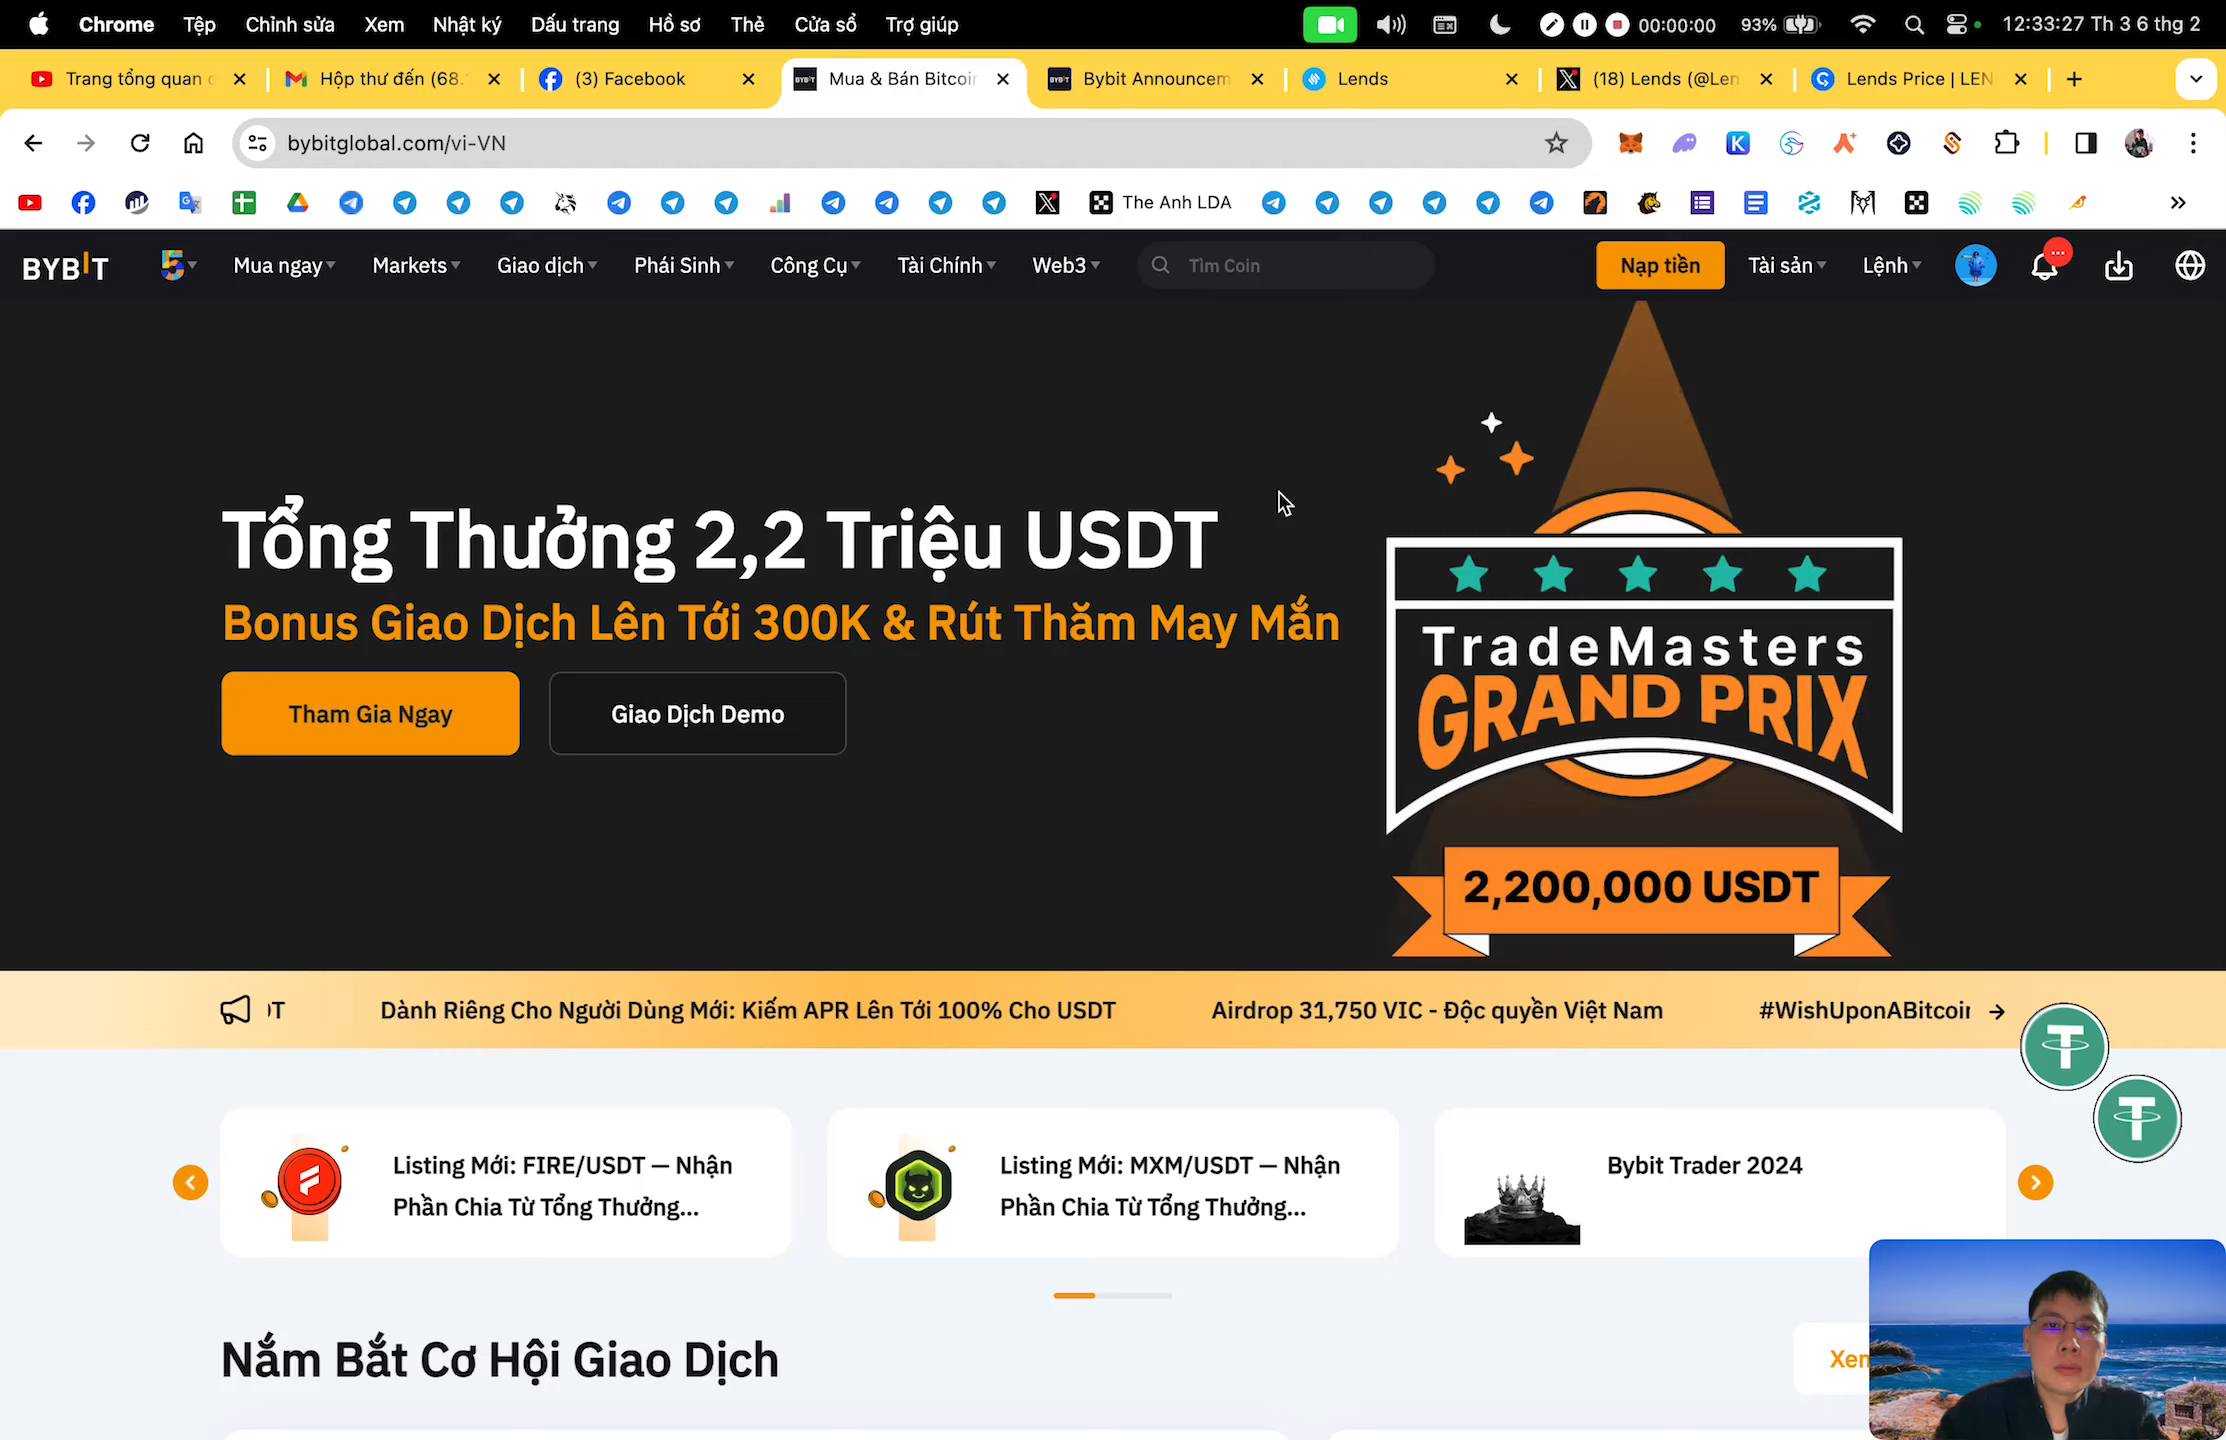 Chrome Tệp Chỉnh sửa Xem Nhật ký Dấu trang Hồ sơ Thẻ Cửa sổ Trợ giúp 00:00:00 93% 12:33:27 Th 3 6 thg 2
Trang tổng quan Hộp thư đến (68. (3) Facebook Mua & Bán Bitcoin Bybit Announcem Lends (18) Lends (@Len Lends Price | LEN
bybitglobal.com/vi-VN
The Anh LDA
BYBIT 5 Mua ngay Markets Giao dịch Phái Sinh Công Cụ Tài Chính Web3 Tìm Coin Nạp tiền Tài sản Lệnh
Tổng Thưởng 2,2 Triệu USDT
Bonus Giao Dịch Lên Tới 300K & Rút Thăm May Mắn
Tham Gia Ngay Giao Dịch Demo
TradeMasters
GRAND PRIX
2,200,000 USDT
DT Dành Riêng Cho Người Dùng Mới: Kiếm APR Lên Tới 100% Cho USDT Airdrop 31,750 VIC - Độc quyền Việt Nam #WishUponABitcoin
Listing Mới: FIRE/USDT — Nhận
Phần Chia Từ Tổng Thưởng...
Listing Mới: MXM/USDT — Nhận
Phần Chia Từ Tổng Thưởng...
Bybit Trader 2024
Nắm Bắt Cơ Hội Giao Dịch
Xem